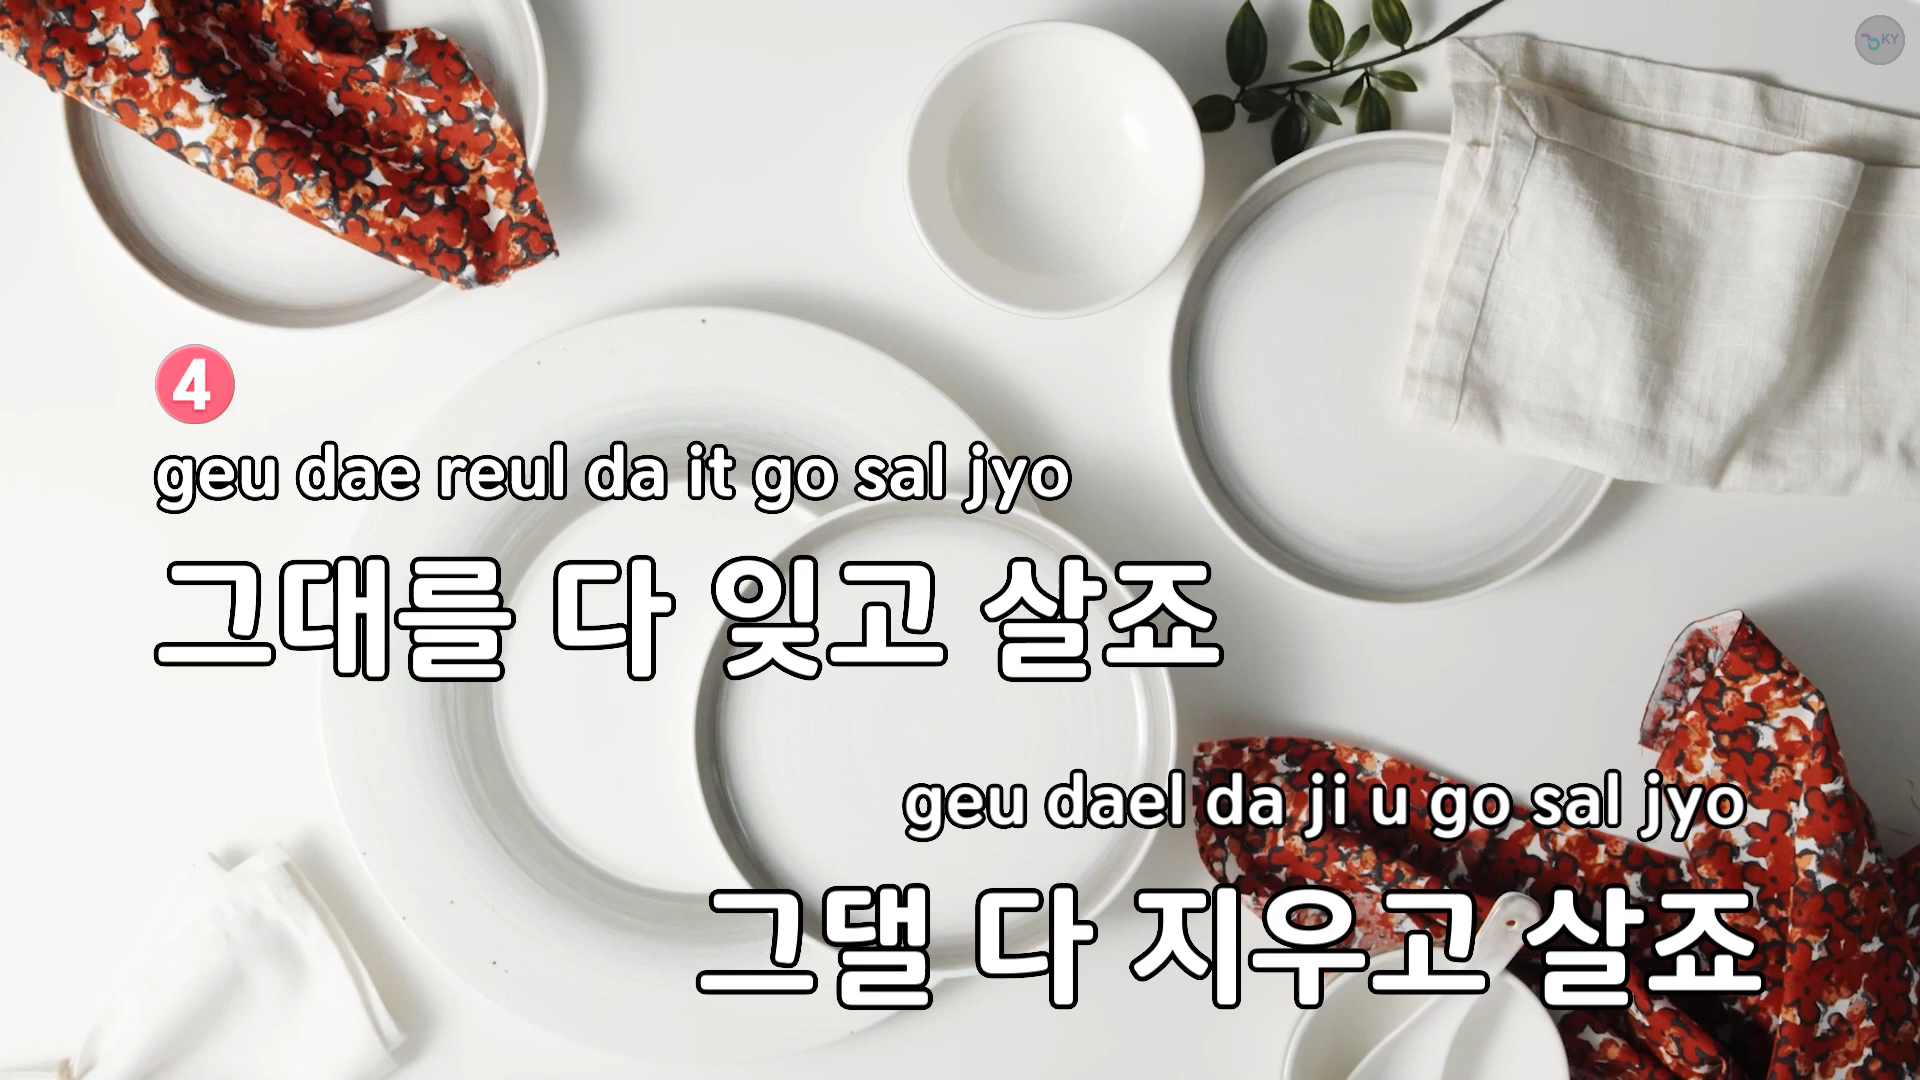 KY
4
geu dae reul da it go sal jyo
그대를 다 잊고 살죠
geu dael da ji u go sal jyo
그댈 다 지우고 살죠